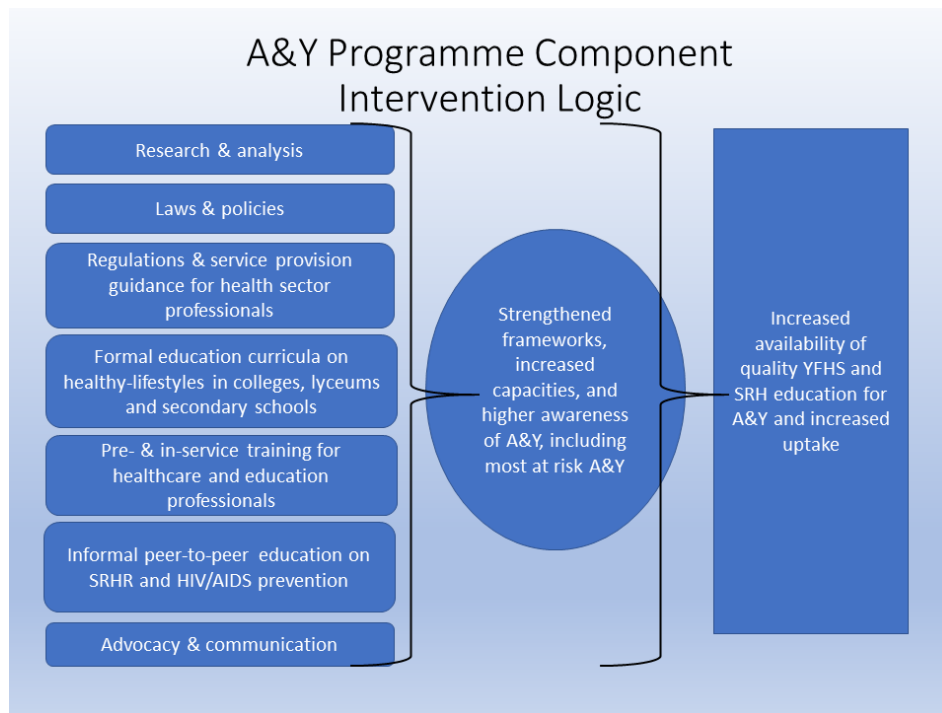 A&Y Programme Component
Intervention Logic
Research & analysis
Laws & policies
Regulations & service provision
guidance for health sector
professionals
Formal education curricula on
healthy-lifestyles in colleges, lyceums
and secondary schools
Pre- & in-service training for
healthcare and education
professionals
Informal peer-to-peer education on
SRHR and HIV/AIDS prevention
Advocacy & communication
Strengthened
frameworks,
increased
capacities, and
higher awareness
of A&Y, including
most at risk A&Y
Increased
availability of
quality YFHS and
SRH education for
A&Y and increased
uptake